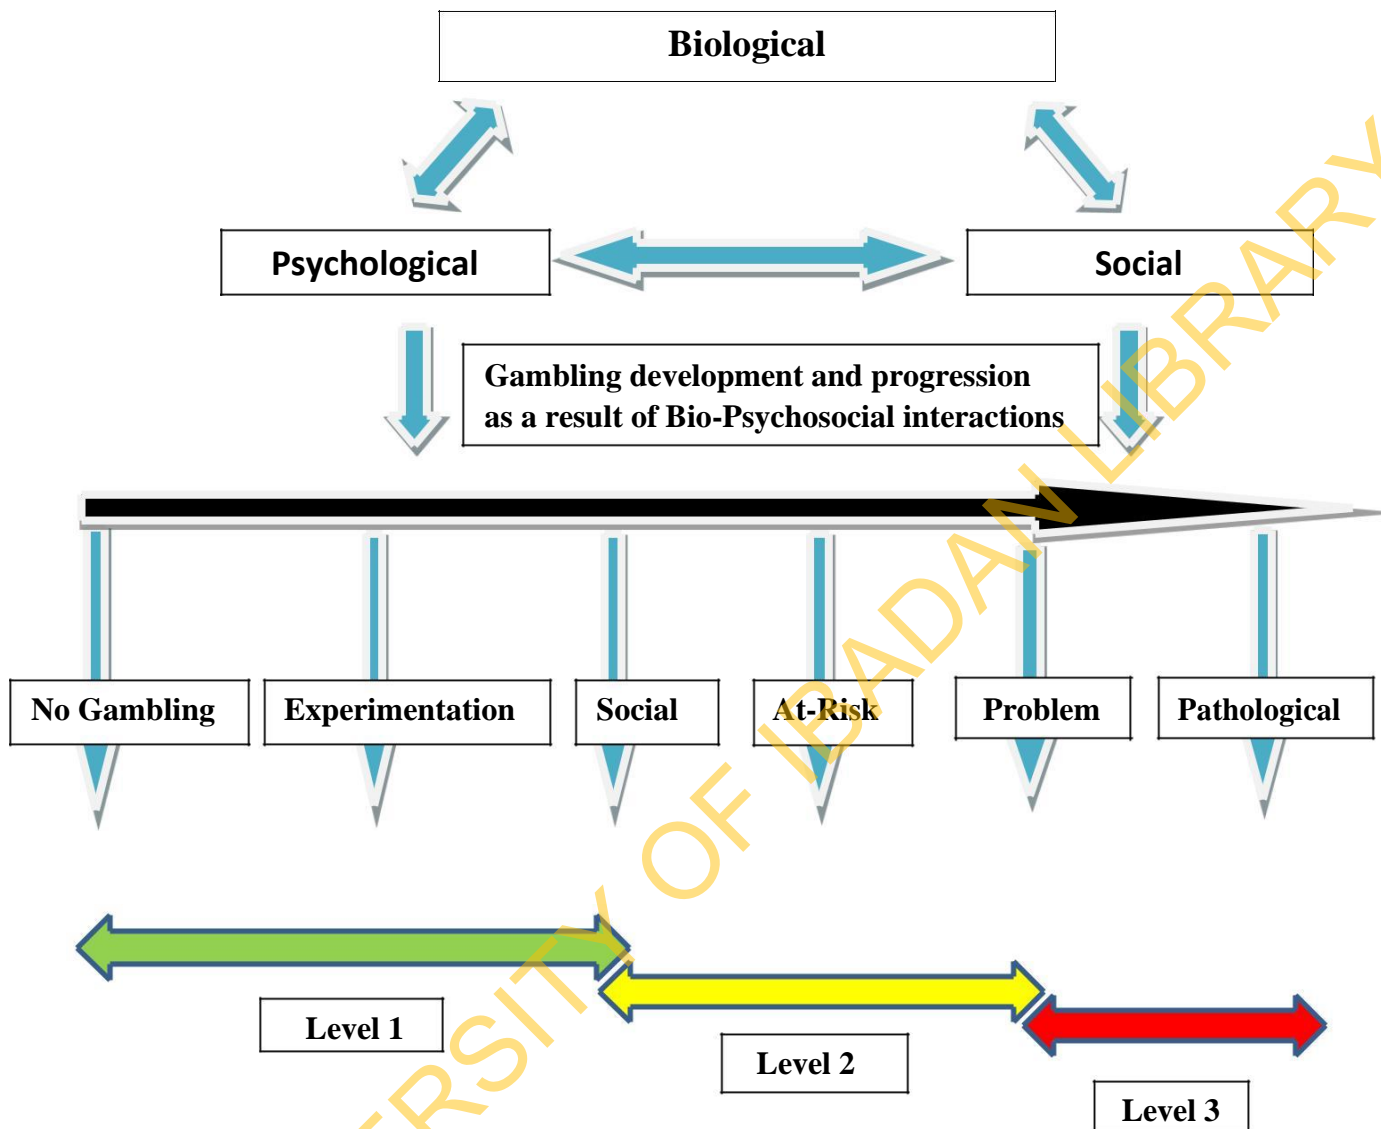 Biological
Psychological
Social
Gambling development and progression
as a result of Bio-Psychosocial interactions
No Gambling
Experimentation
Social
At-Risk
Problem
Pathological
Level 1
Level 2
Level 3
ERSITY OF IBADAN LIBRARY